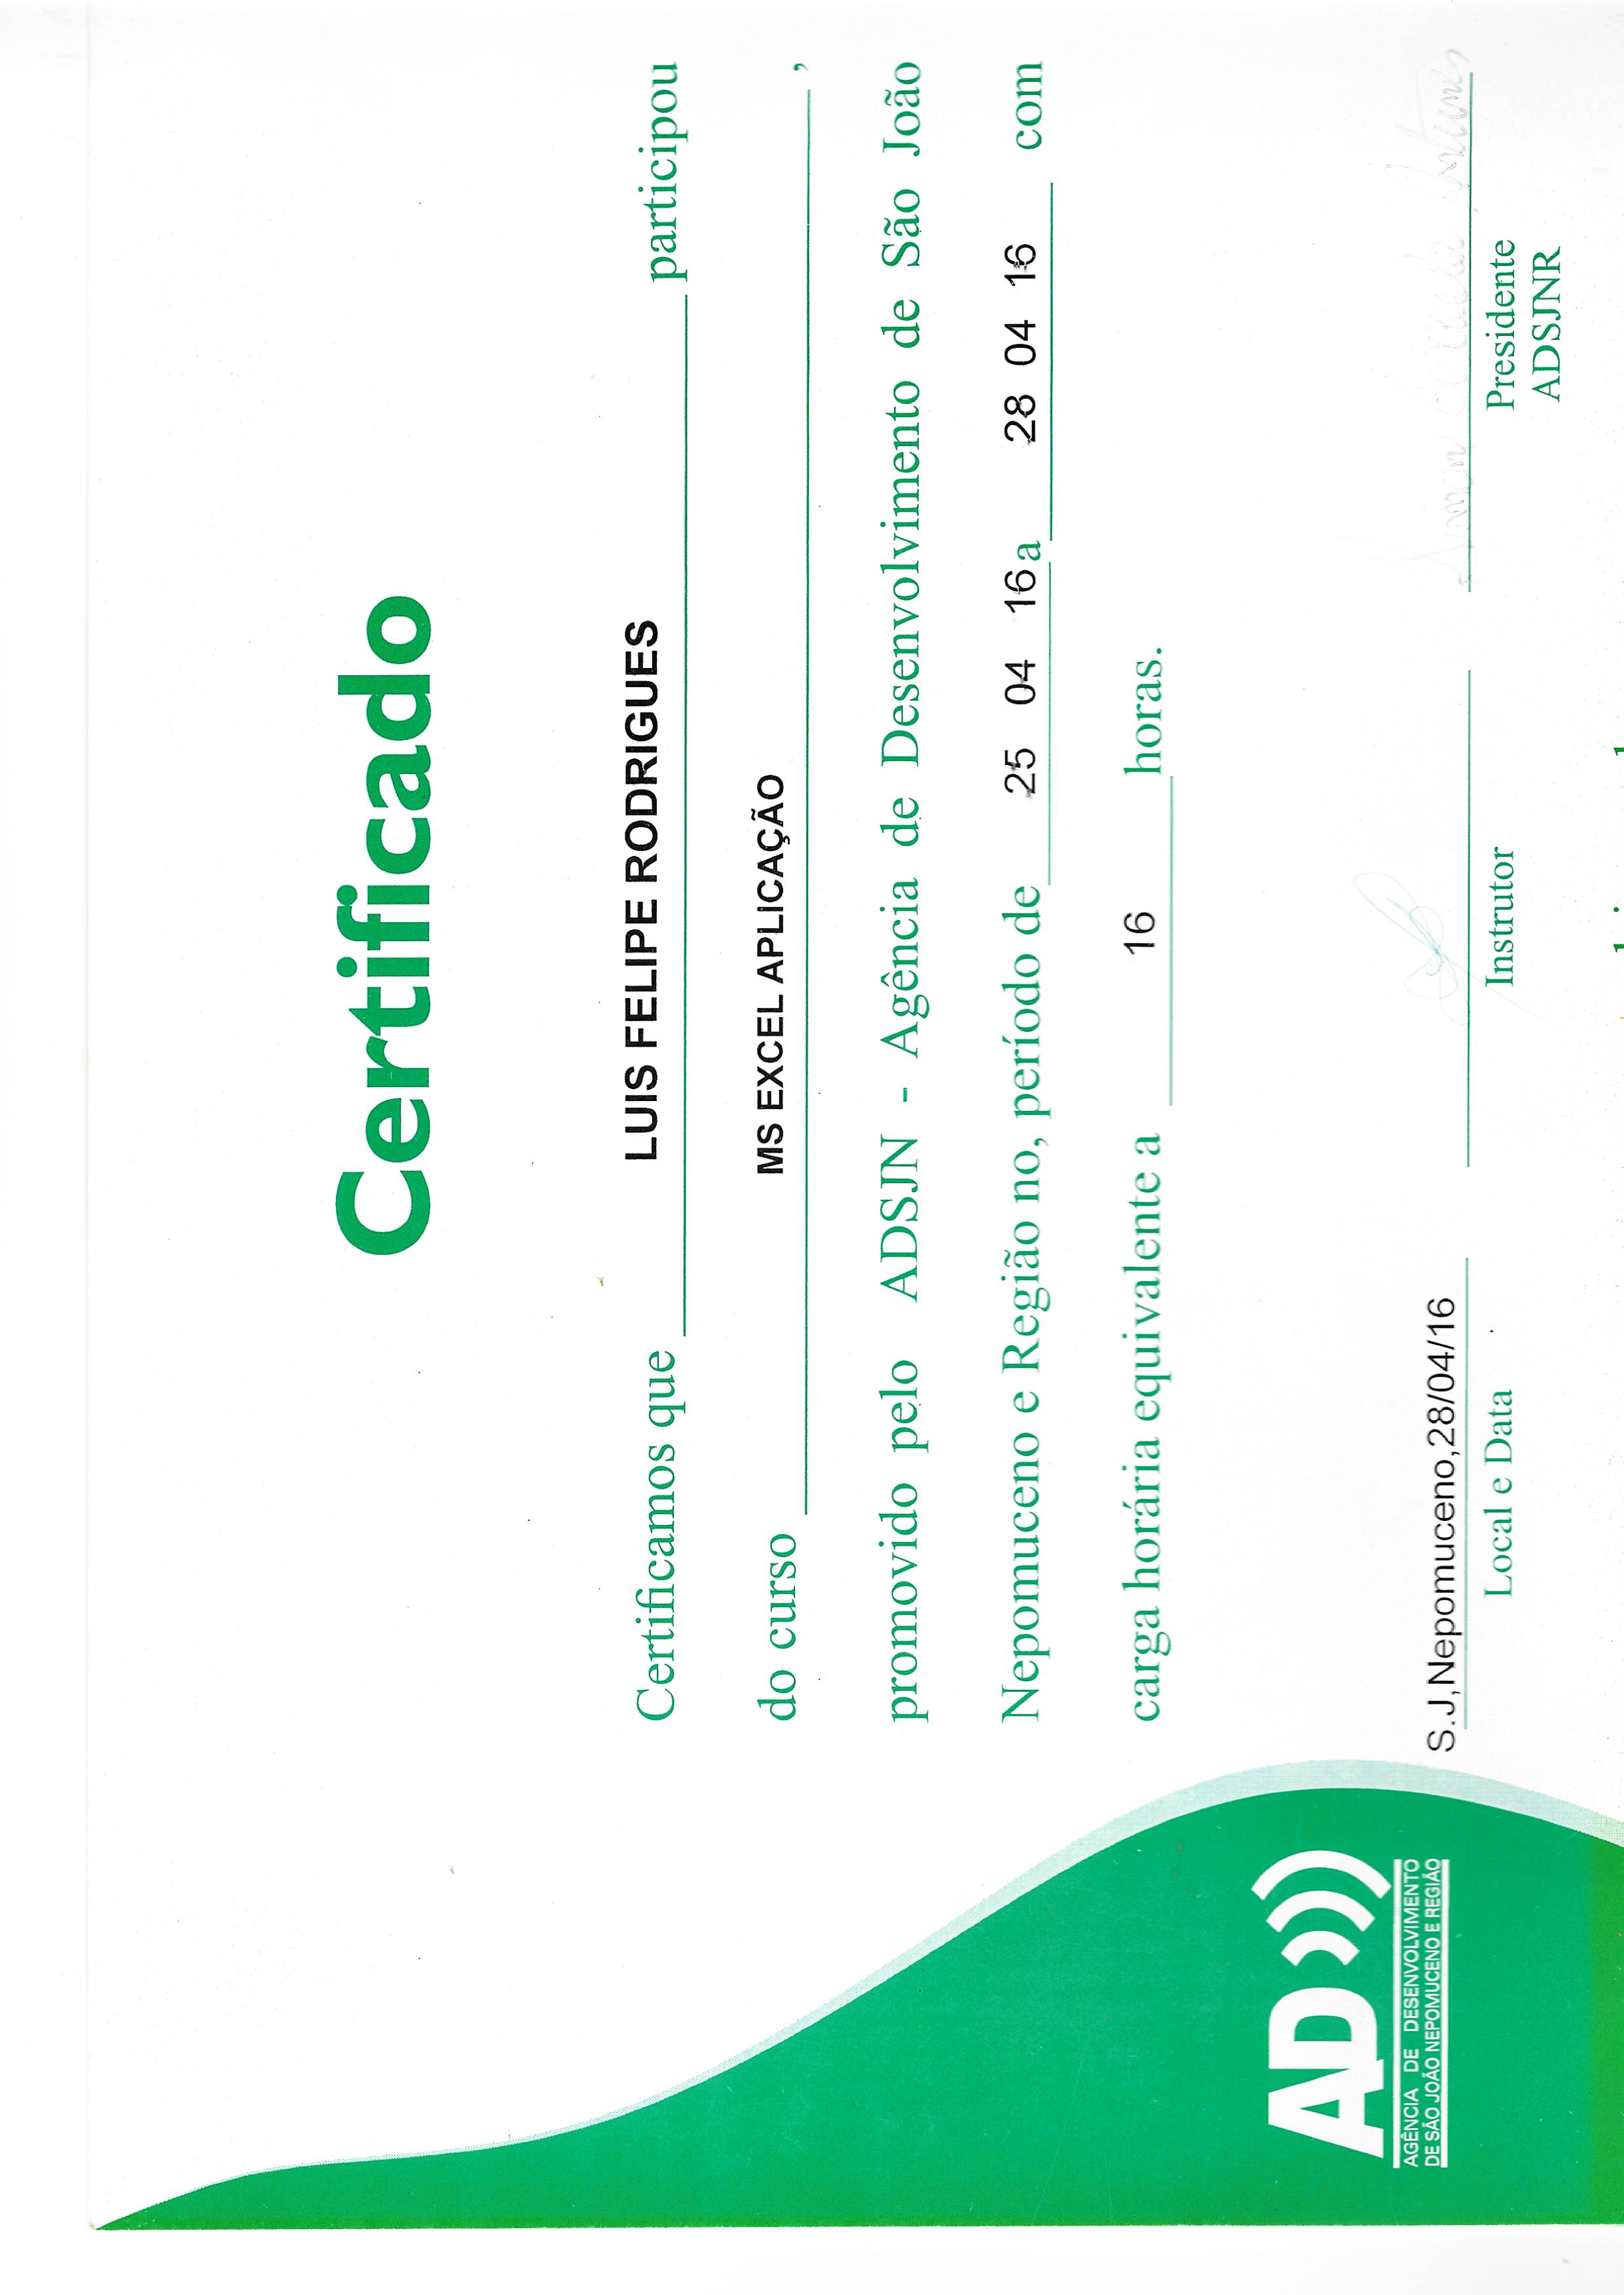 Certificado
Certificamos que LUIS FELIPE RODRIGUES participou
do curso MS EXCEL APLICAÇÃO ,
promovido pelo ADSJN - Agência de Desenvolvimento de São João
Nepomuceno e Região no, período de 25 04 16 a 28 04 16 com
carga horária equivalente a 16 horas.
AD
AGÊNCIA DE DESENVOLVIMENTO
DE SÃO JOÃO NEPOMUCENO E REGIÃO
S.J,Nepomuceno,28/04/16
Local e Data
Instrutor
Presidente
ADSJNR